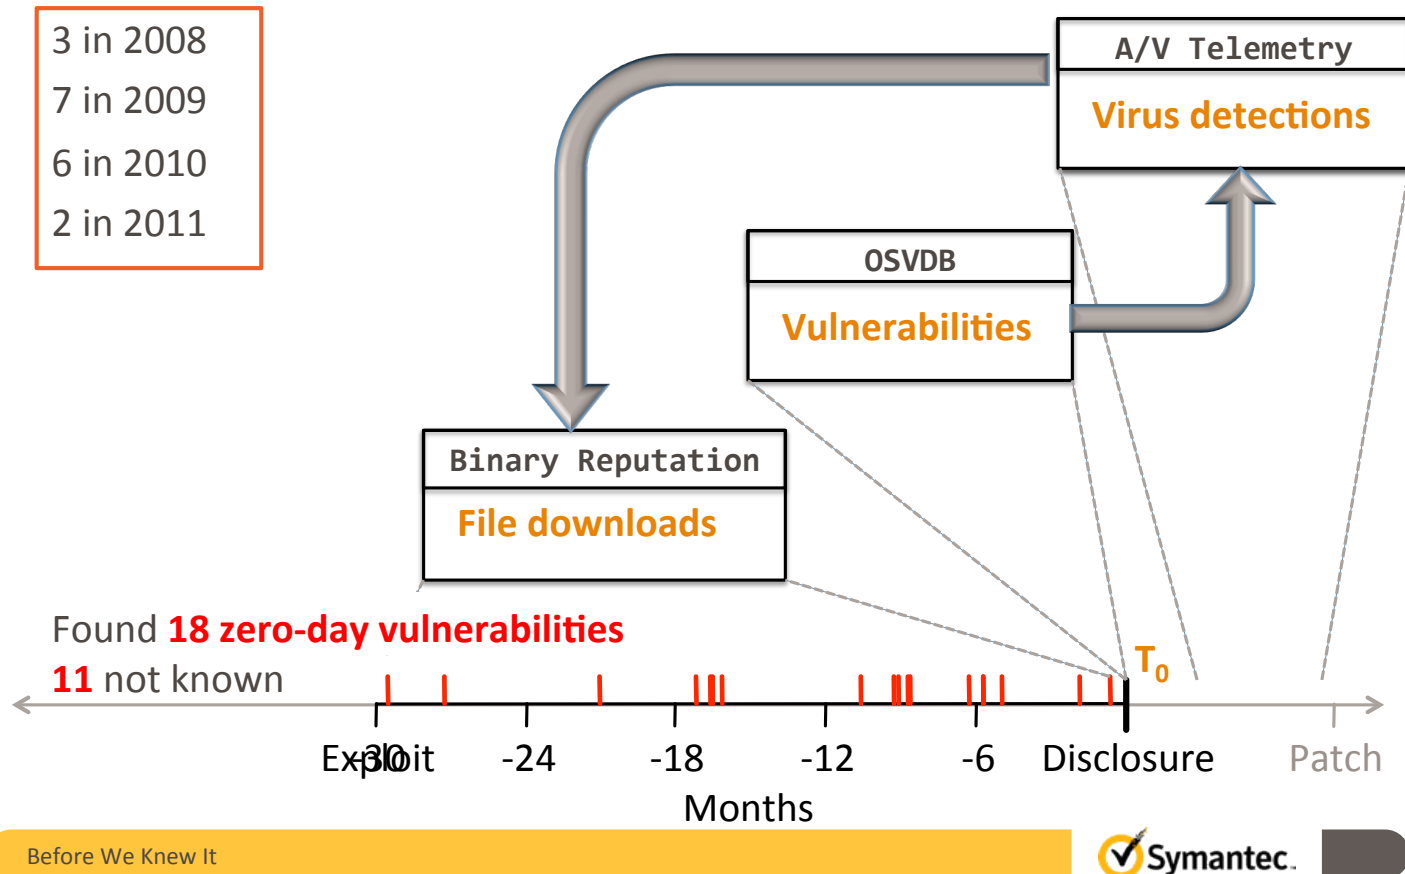 3 in 2008
7 in 2009
6 in 2010
2 in 2011
A/V Telemetry
Virus detections
OSVDB
Vulnerabilities
Binary Reputation
File downloads
Found 18 zero-day vulnerabilities
11 not known
T0
Exploit
-30
-24
-18
-12
-6
Disclosure
Patch
Months
Before We Knew It
Symantec.